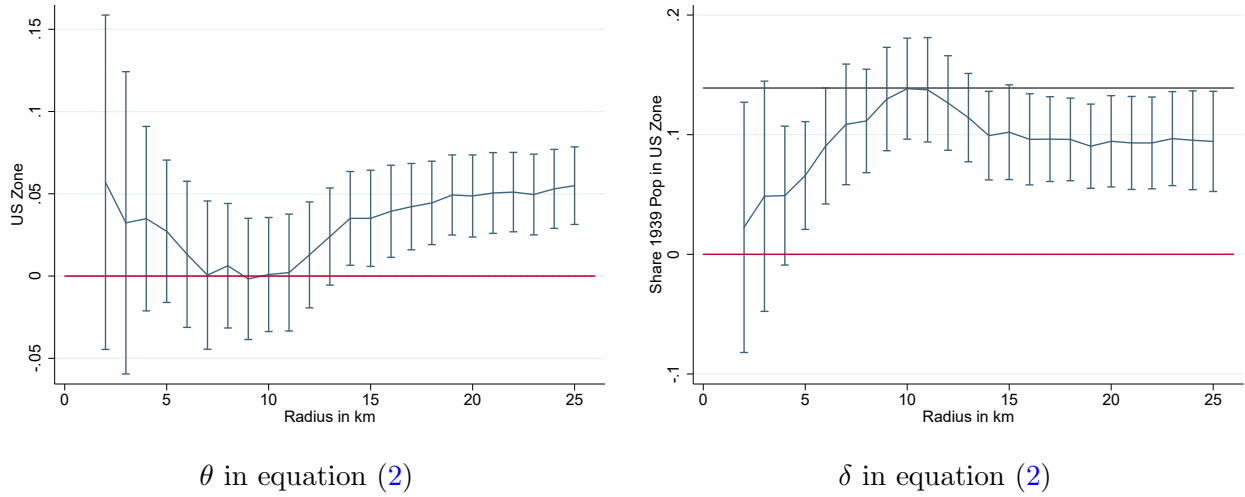 .15
.1
.05
0
-.05
US Zone
0 5 10 15 20 25
Radius in km
θ in equation (2)
.2
.1
0
-.1
Share 1939 Pop in US Zone
0 5 10 15 20 25
Radius in km
δ in equation (2)